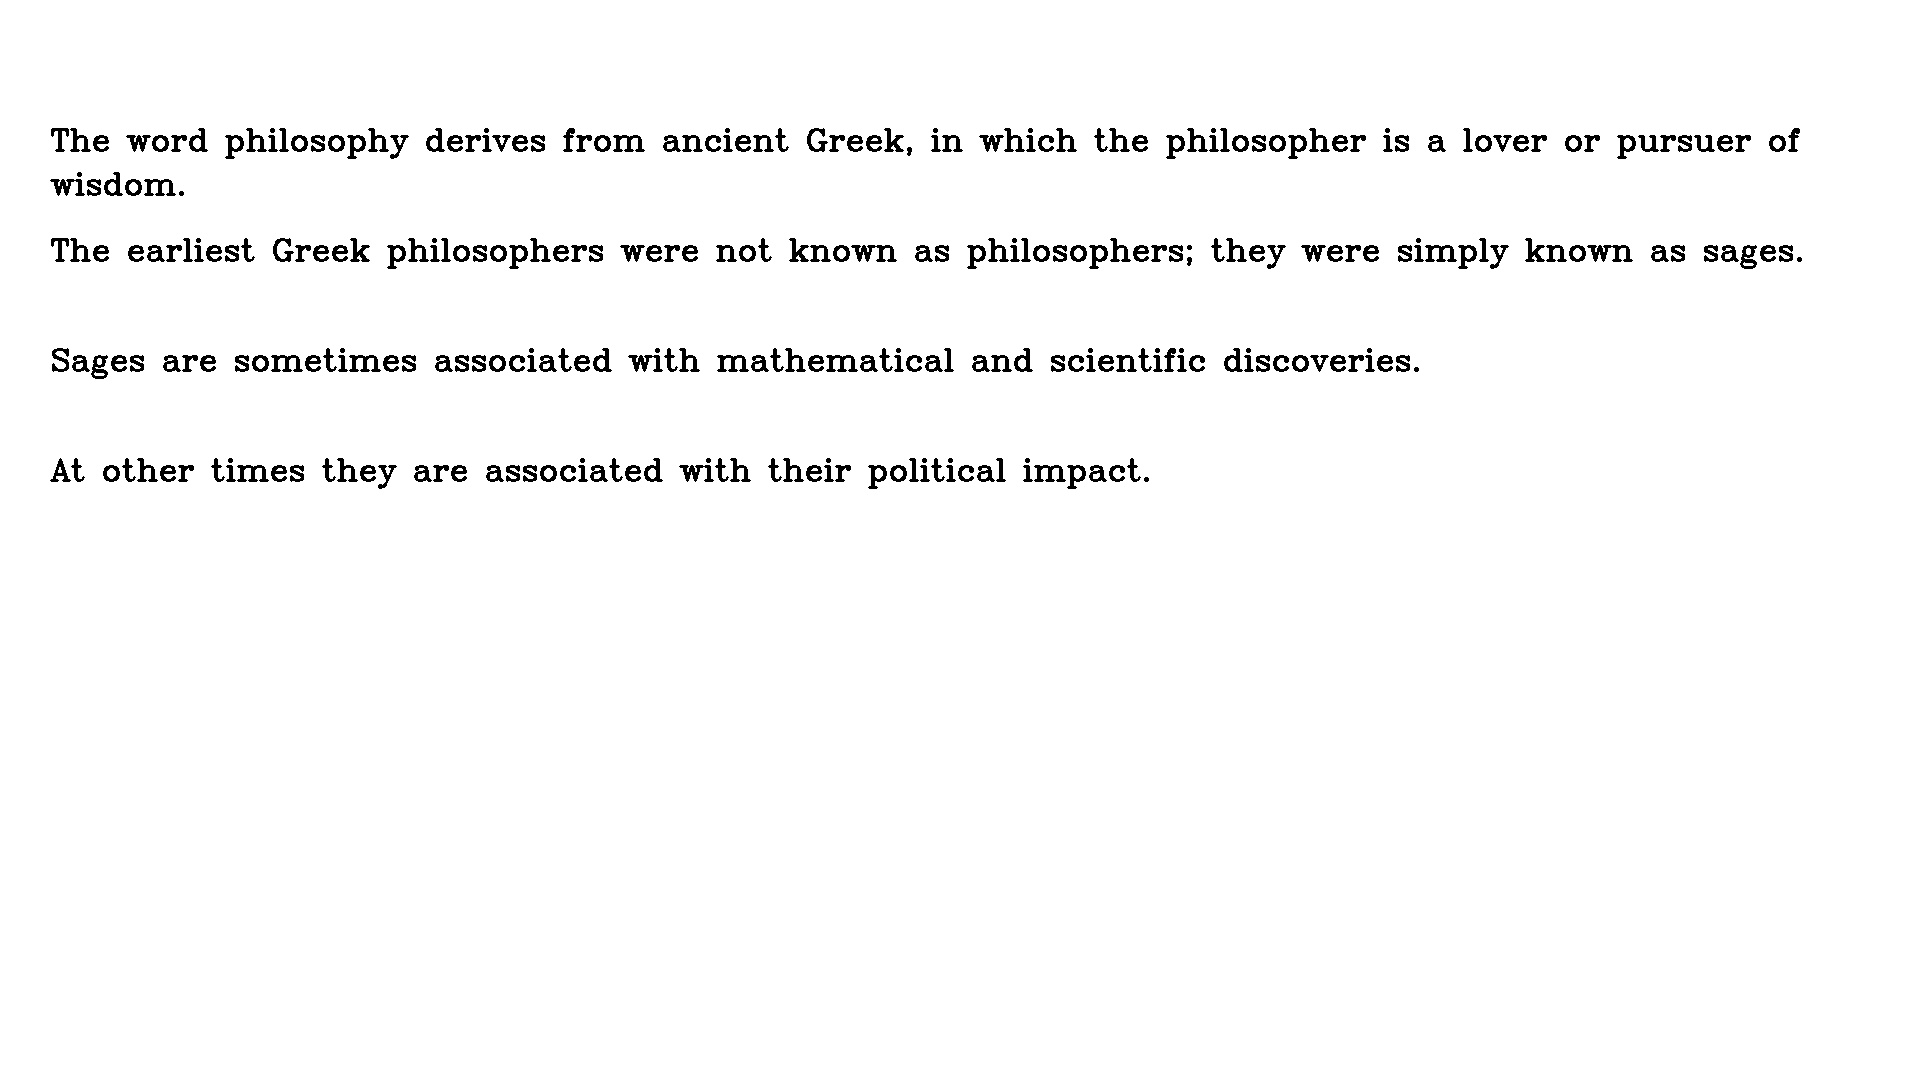 The word philosophy derives from ancient Greek, in which the philosopher is a lover or pursuer of
wisdom.
The earliest Greek philosophers were not known as philosophers; they were simply known as sages.
Sages are sometimes associated with mathematical and scientific discoveries.
At other times they are associated with their political impact.